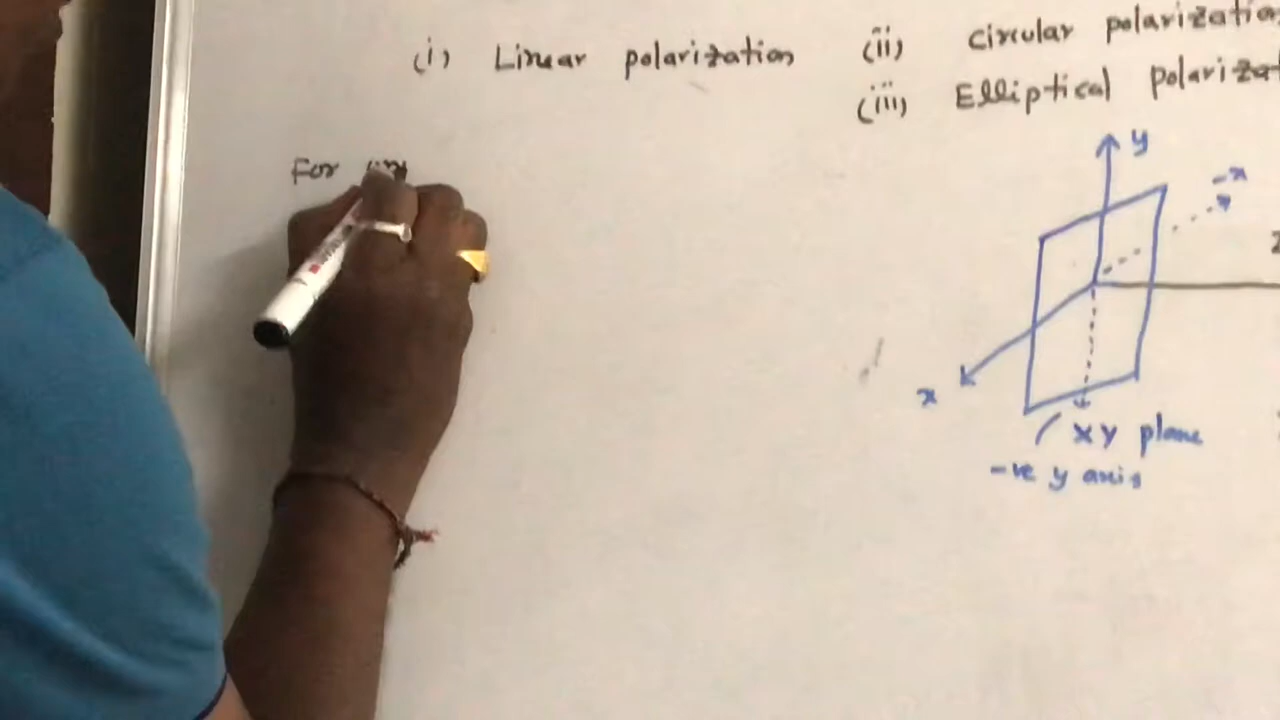 (i) Linear polarization (ii) circular polarizatio
(iii) Elliptical polarizat
For
y
-x
z
x
xy plane
-ve y axis